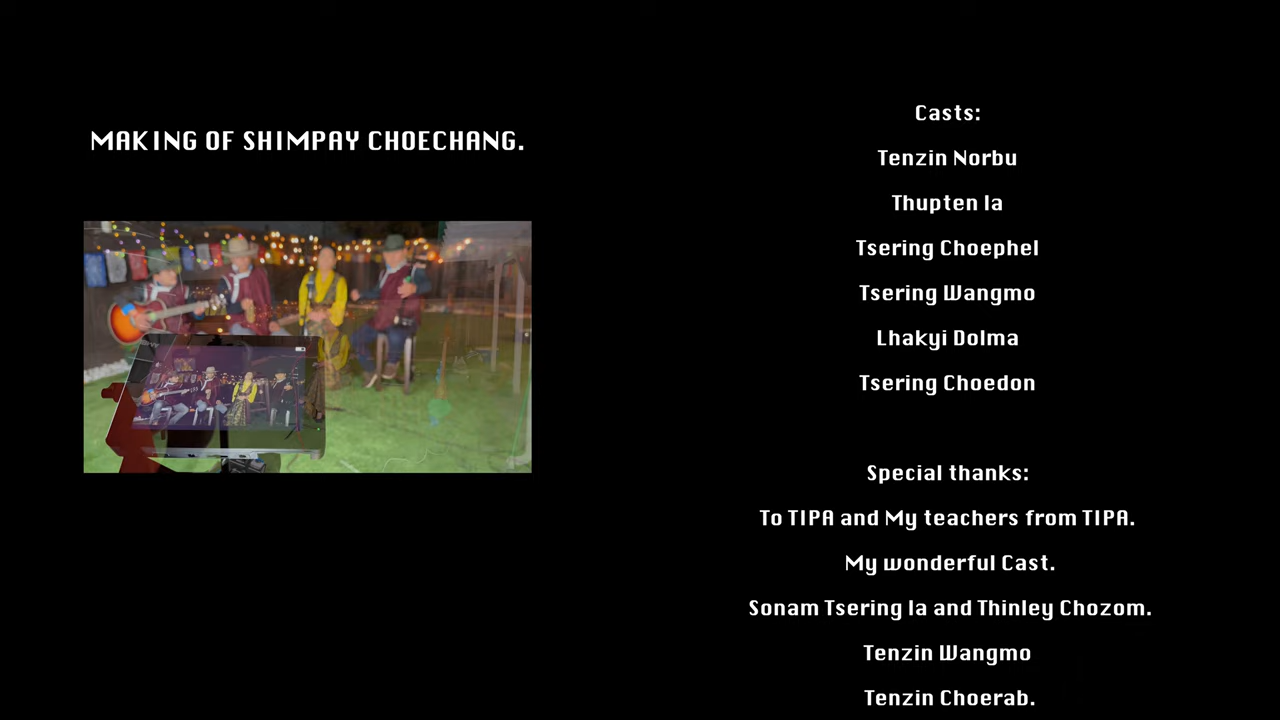 MAKING OF SHIMPAY CHOECHANG.
Casts:
Tenzin Norbu
Thupten la
Tsering Choephel
Tsering Wangmo
Lhakyi Dolma
Tsering Choedon
Special thanks:
To TIPA and My teachers from TIPA.
My wonderful Cast.
Sonam Tsering la and Thinley Chozom.
Tenzin Wangmo
Tenzin Choerab.